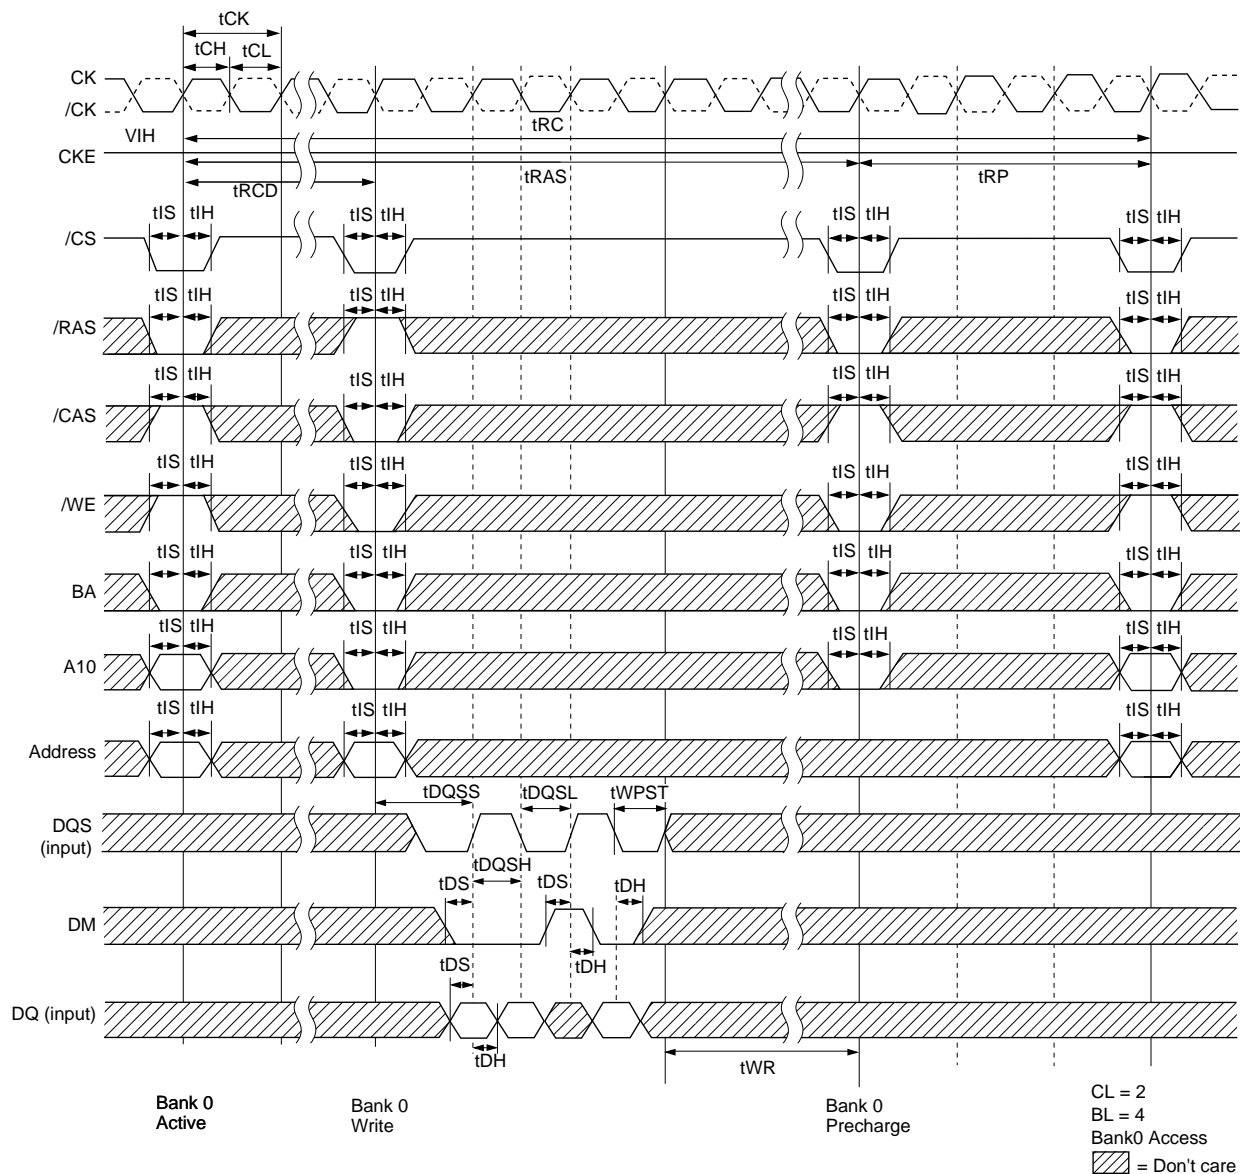 tCK
tCH tCL
CK
/CK
VIH tRC
CKE
tRAS tRP
tRCD
tIS tIH tIS tIH tIS tIH tIS tIH
/CS
tIS tIH tIS tIH tIS tIH tIS tIH
/RAS
tIS tIH tIS tIH tIS tIH tIS tIH
/CAS
tIS tIH tIS tIH tIS tIH tIS tIH
/WE
tIS tIH tIS tIH tIS tIH tIS tIH
BA
tIS tIH tIS tIH tIS tIH tIS tIH
A10
tIS tIH tIS tIH tIS tIH
Address
tDQSS tDQSL tWPST
DQS
(input)
tDQSH
tDS tDS tDH
DM
tDS tDH
DQ (input)
tDH
tWR
Bank 0
Active
Bank 0
Write
Bank 0
Precharge
CL = 2
BL = 4
Bank0 Access
= Don't care